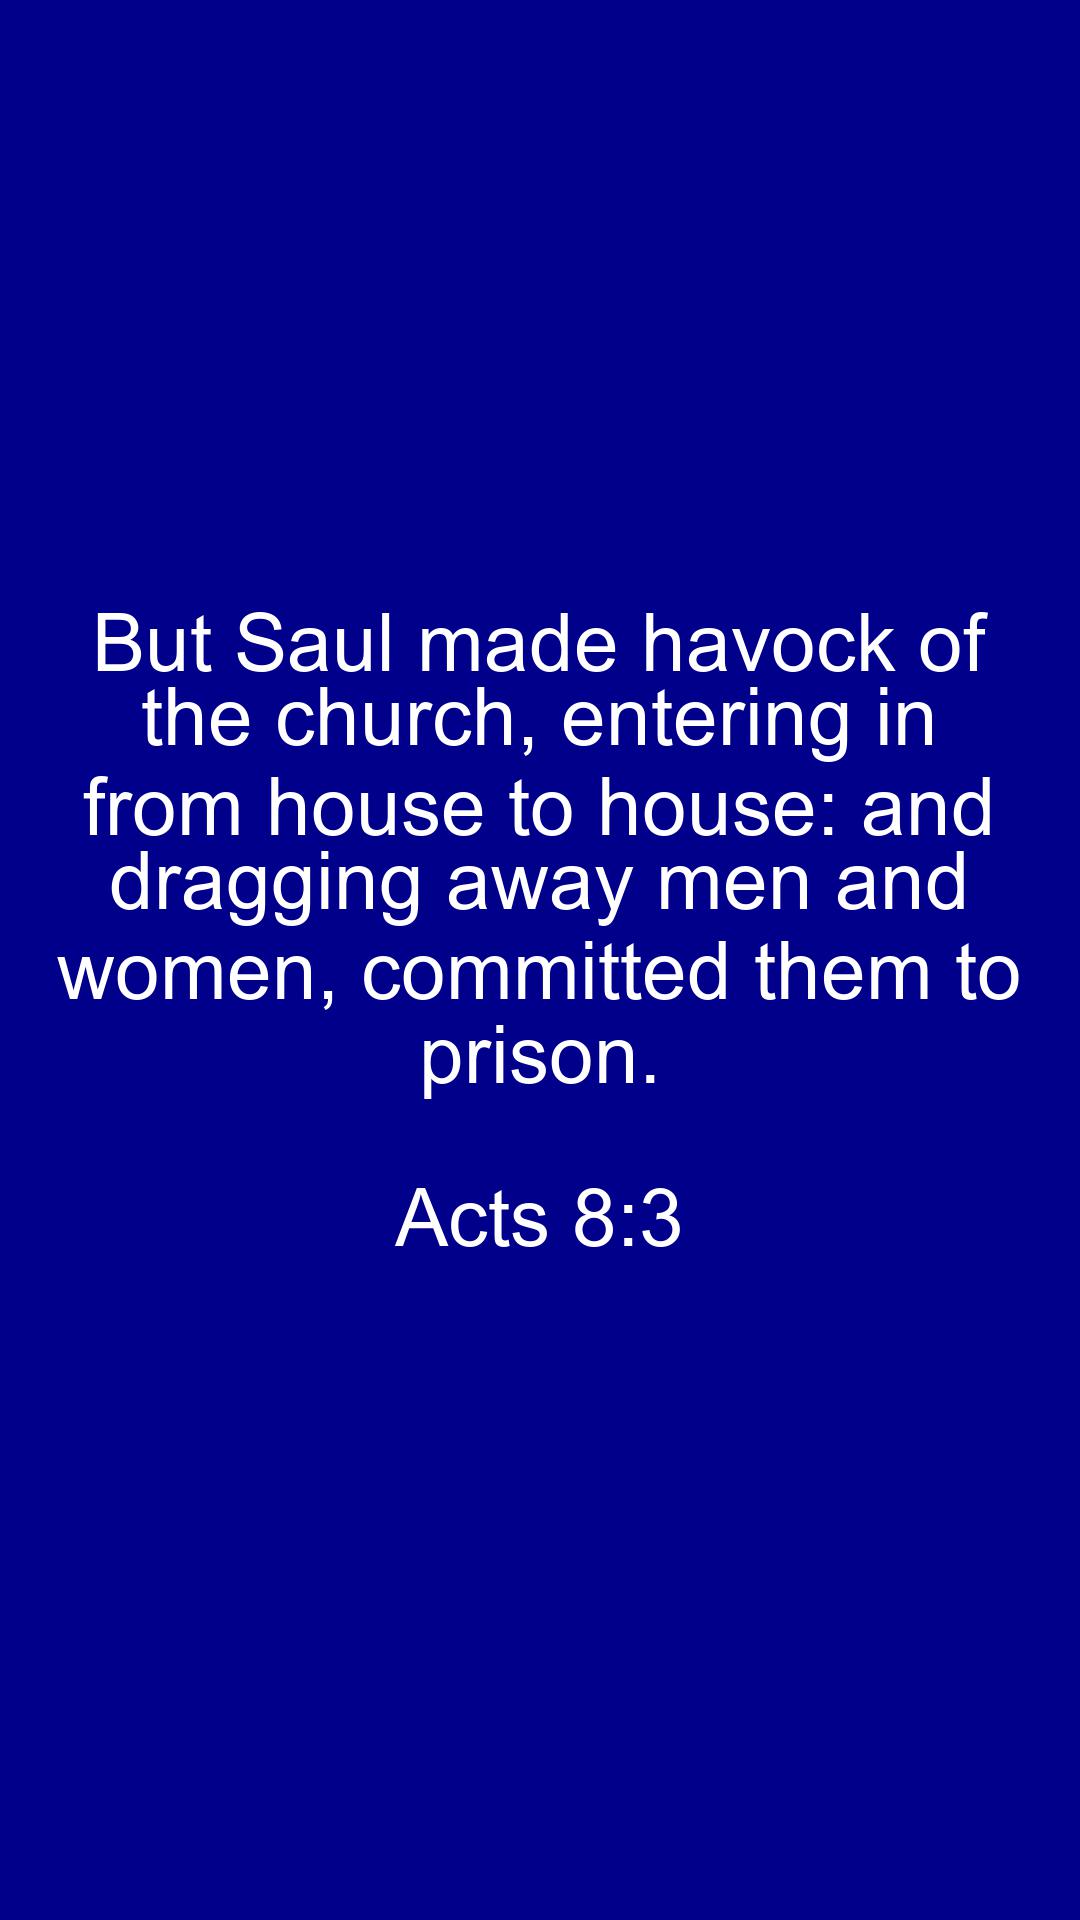 But Saul made havock of
the church, entering in
from house to house: and
dragging away men and
women, committed them to
prison.
Acts 8:3